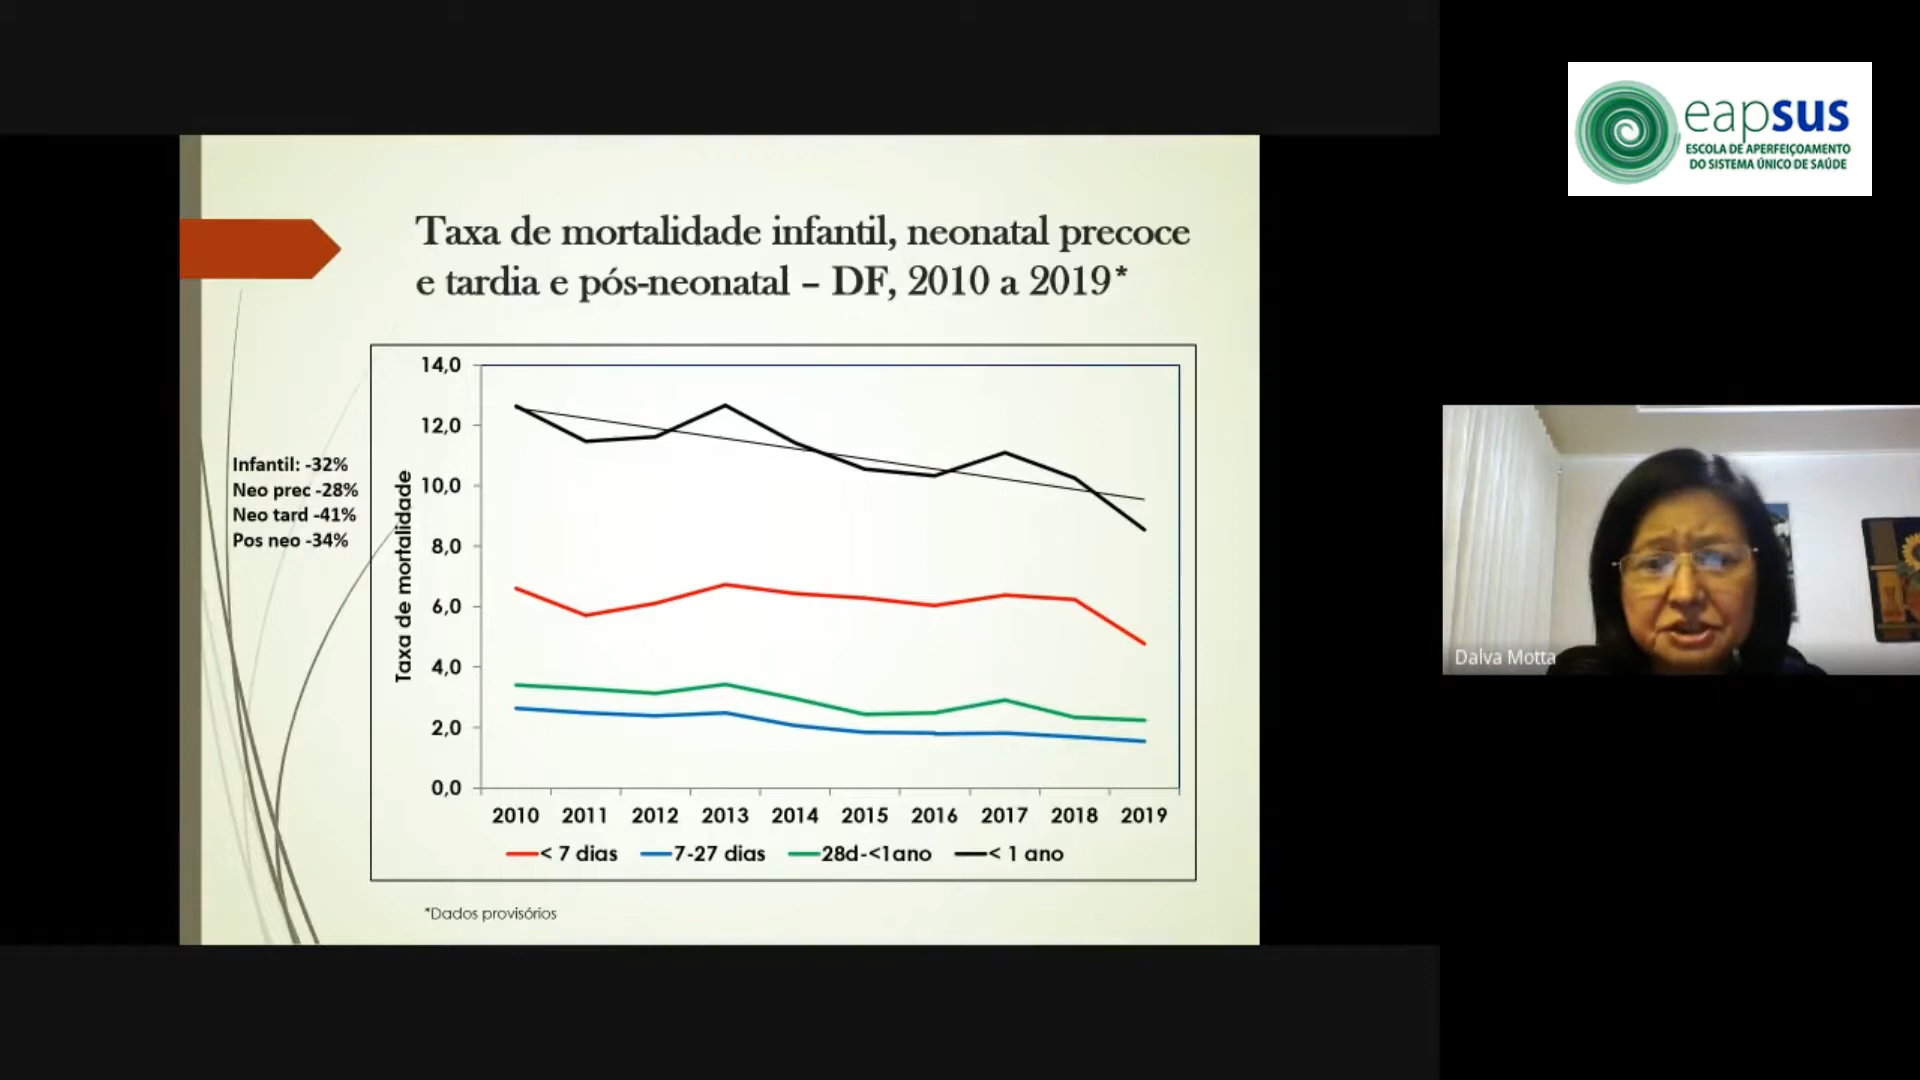 eapsus
ESCOLA DE APERFEIÇOAMENTO
DO SISTEMA ÚNICO DE SAÚDE
Taxa de mortalidade infantil, neonatal precoce
e tardia e pós-neonatal – DF, 2010 a 2019*
Infantil: -32%
Neo prec -28%
Neo tard -41%
Pos neo -34%
Taxa de mortalidade
14,0
12,0
10,0
8,0
6,0
4,0
2,0
0,0
2010 2011 2012 2013 2014 2015 2016 2017 2018 2019
< 7 dias 7-27 dias 28d-<1ano < 1 ano
*Dados provisórios
Dalva Motta